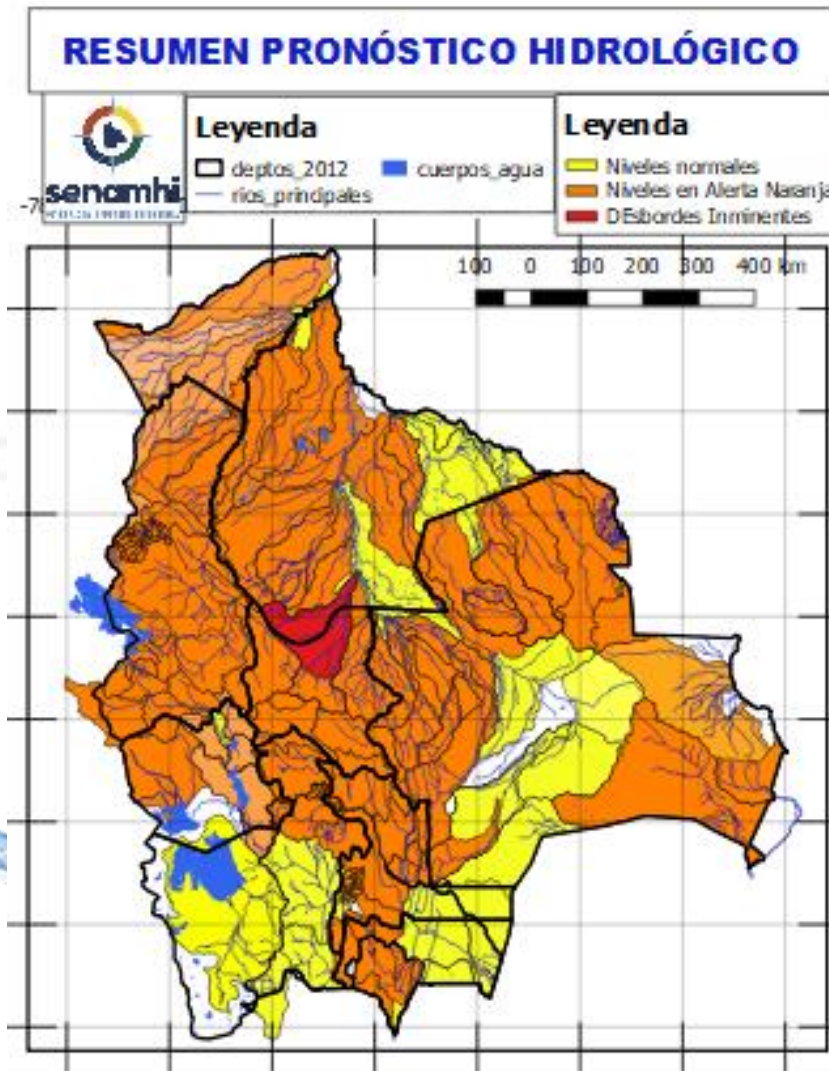 RESUMEN PRONÓSTICO HIDROLÓGICO
senamhi
Leyenda
deptos_2012
cuerpos_agua
rios_principales
Leyenda
Niveles normales
Niveles en Alerta Naranja
DEsbordes Inminentes
100 0 100 200 300 400 km